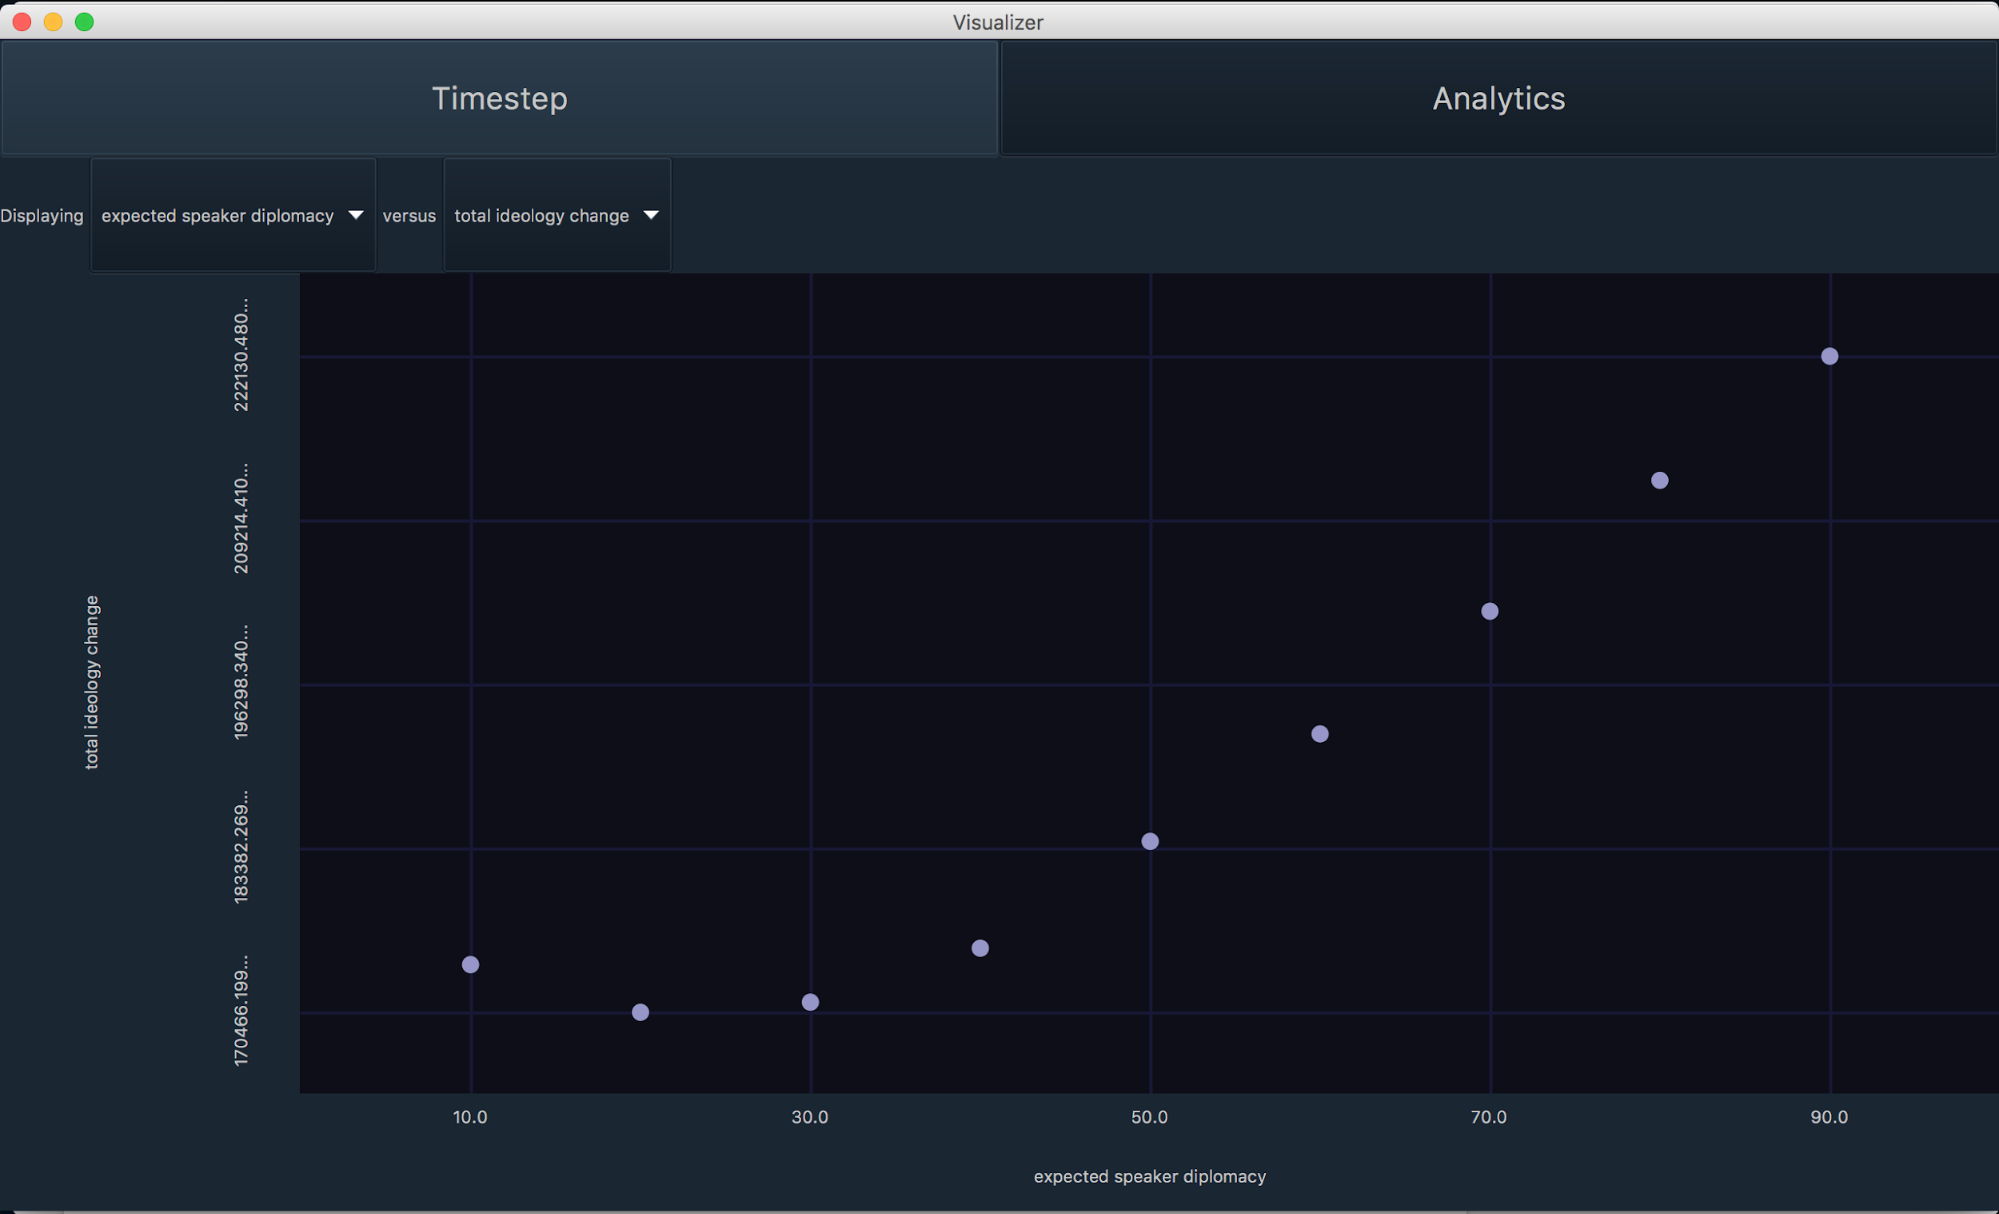 Visualizer
Timestep
Analytics
Displaying expected speaker diplomacy versus total ideology change
222130.480...
209214.410...
196298.340...
183382.269...
170466.199...
total ideology change
10.0 30.0 50.0 70.0 90.0
expected speaker diplomacy